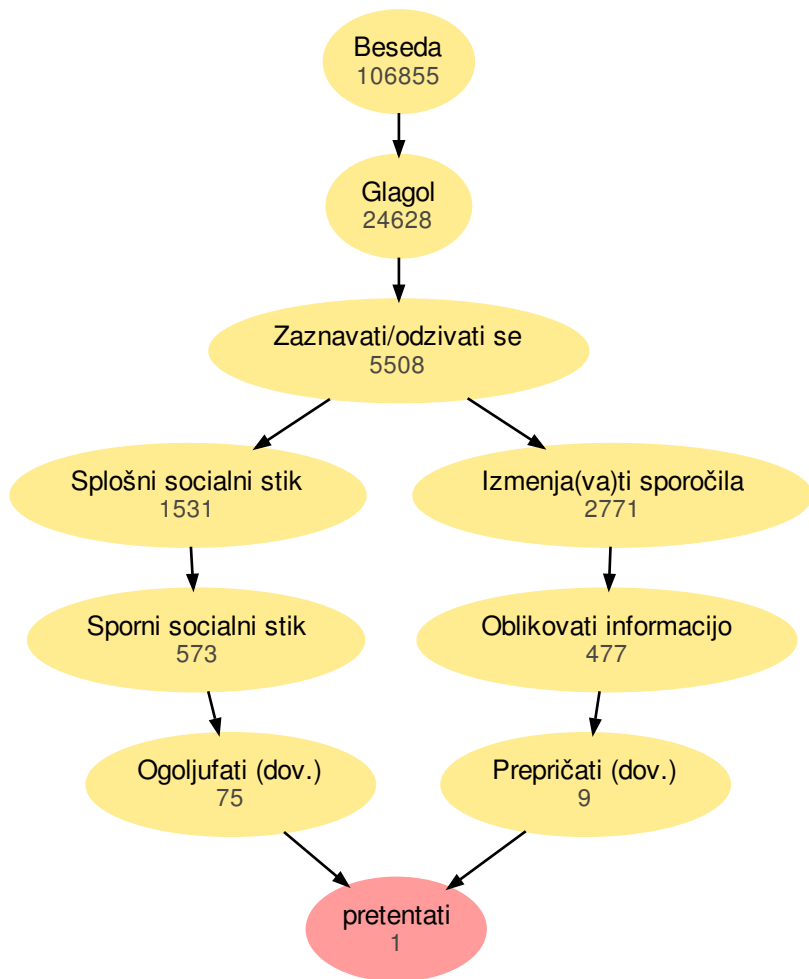 Beseda
106855
Glagol
24628
Zaznavati/odzivati se
5508
Splošni socialni stik
1531
Izmenja(va)ti sporočila
2771
Sporni socialni stik
573
Oblikovati informacijo
477
Ogoljufati (dov.)
75
Prepričati (dov.)
9
pretentati
1